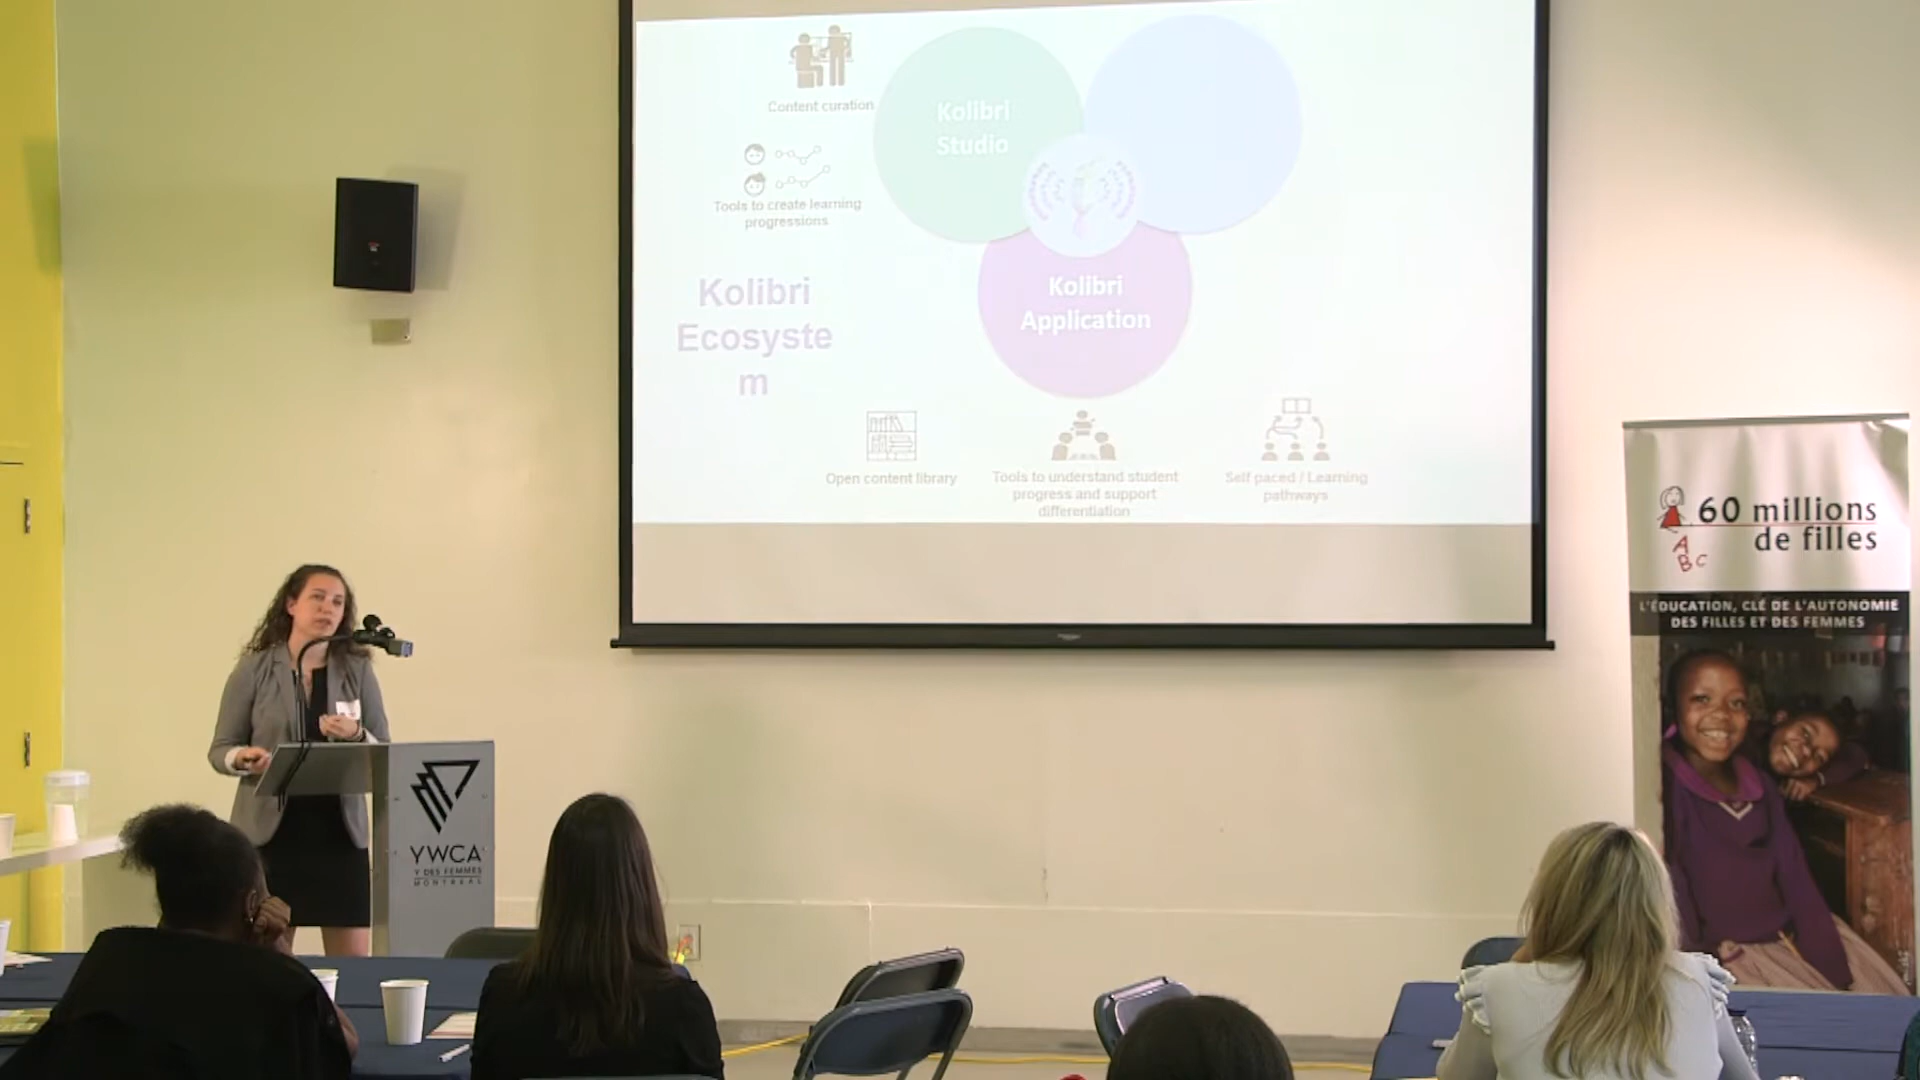 Content curation
Tools to create learning
progressions
Kolibri
Studio
Kolibri
Application
Kolibri
Ecosyste
m
Open content library
Tools to understand student
progress and support
differentiation
Self paced / Learning
pathways
60 millions
de filles
A
B C
L'ÉDUCATION, CLÉ DE L'AUTONOMIE
DES FILLES ET DES FEMMES
YWCA
Y DES FEMMES
MONTRÉAL